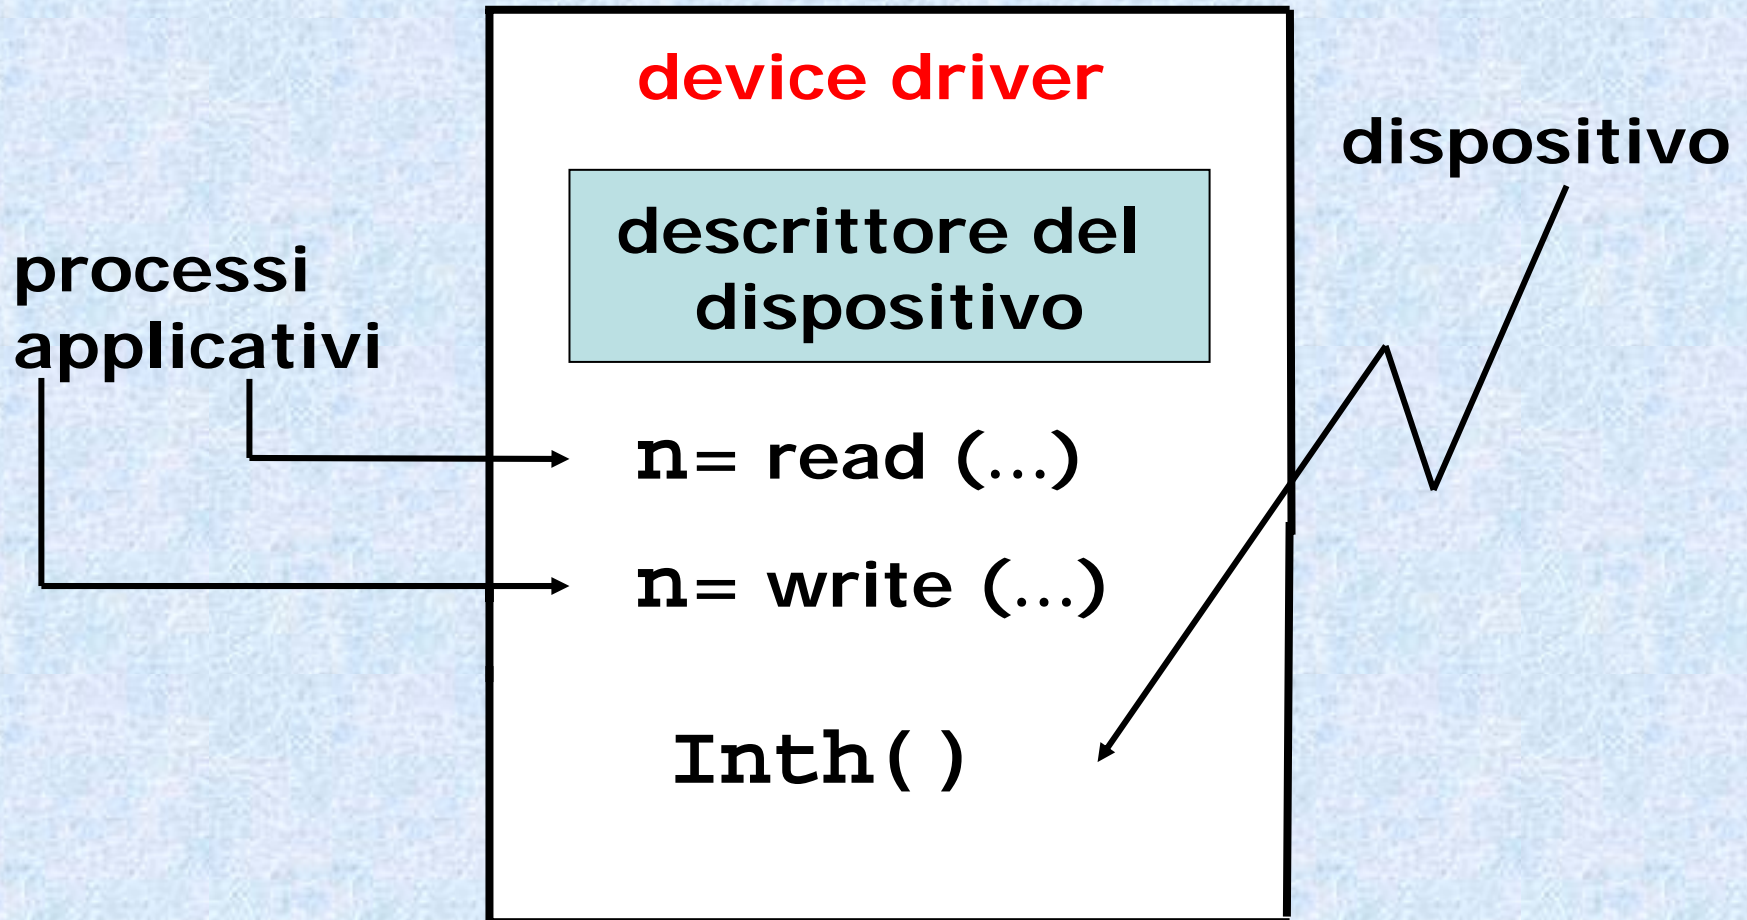 device driver
dispositivo
descrittore del
dispositivo
processi
applicativi
n= read (...)
n= write (...)
Inth()